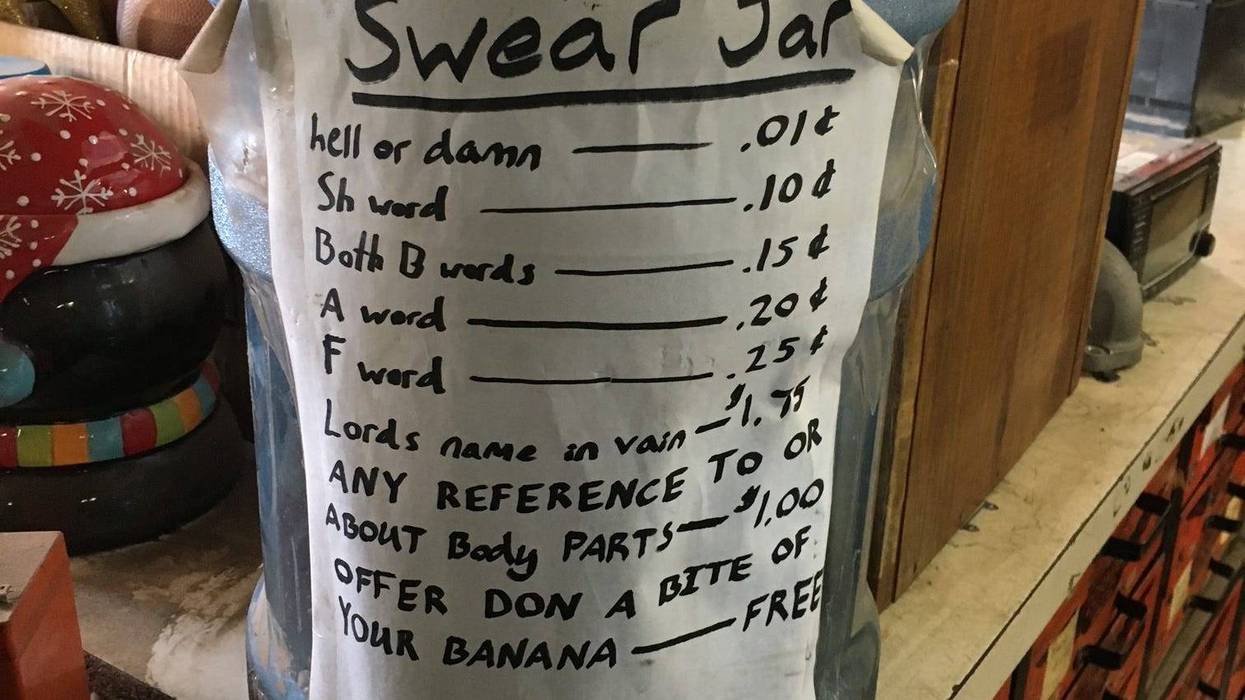 Swear Jar
hell or damn — .01¢
Sh word — .10¢
Both B words — .15¢
A word — .20¢
F word — .25¢
Lords name in vain — $1.75
ANY REFERENCE TO OR
ABOUT Body PARTS — $1.00
OFFER DON A BITE OF
YOUR BANANA — FREE